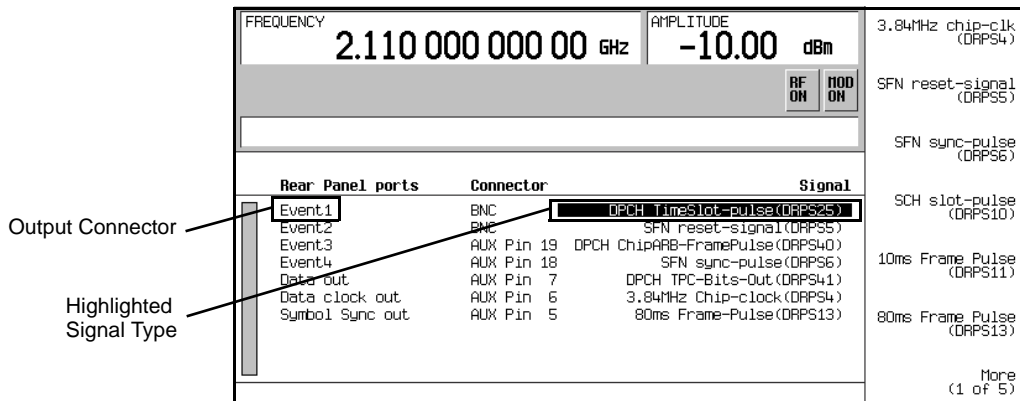 FREQUENCY
2.110 000 000 00 GHz
AMPLITUDE
-10.00 dBm
RF
ON
MOD
ON
Rear Panel ports Connector Signal
Event1 BNC DPCH TimeSlot-pulse(DRPS25)
Event2 BNC SFN reset-signal(DRPS5)
Event3 AUX Pin 19 DPCH ChipARB-FramePulse(DRPS40)
Event4 AUX Pin 18 SFN sync-pulse(DRPS6)
Data out AUX Pin 7 DPCH TPC-Bits-Out(DRPS41)
Data clock out AUX Pin 6 3.84MHz Chip-clock(DRPS4)
Symbol Sync out AUX Pin 5 80ms Frame-Pulse(DRPS13)
3.84MHz chip-clk
(DRPS4)
SFN reset-signal
(DRPS5)
SFN sync-pulse
(DRPS6)
SCH slot-pulse
(DRPS10)
10ms Frame Pulse
(DRPS11)
80ms Frame Pulse
(DRPS13)
More
(1 of 5)
Output Connector
Highlighted
Signal Type